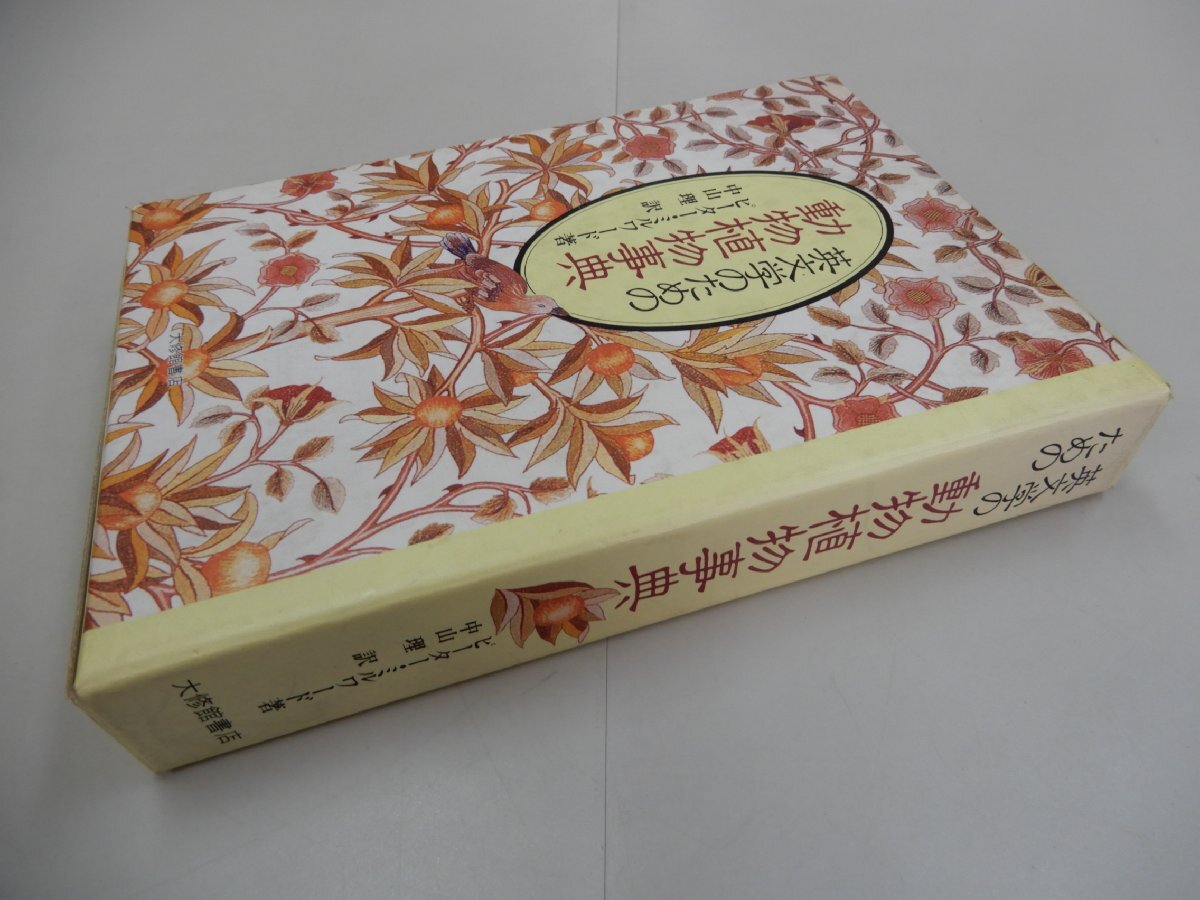 英文学のための
動物植物事典
ピーター・ミルワード 著
中山 理 訳
大修館書店
英文学の
ための
動物植物事典
ピーター・ミルワード 著
中山 理 訳
大修館書店